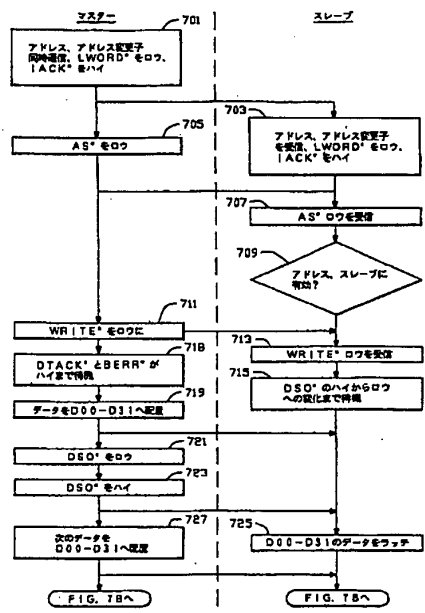 マスター
スレーブ
701
アドレス、アドレス変更子
同時通信、LWORD*をロウ、
IACK*をハイ
703
アドレス、アドレス変更子
を受信、LWORD*をロウ、
IACK*をハイ
705
AS*をロウ
707
AS*ロウを受信
709
アドレス、スレーブに
有効?
711
WRITE*をロウに
713
WRITE*ロウを受信
718
DTACK*とBERR*が
ハイまで待機
715
DS0*のハイからロウ
への変化まで待機
719
データをD00-D31へ配置
721
DS0*をロウ
723
DS0*をハイ
727
次のデータを
D00-D31へ配置
725
D00-D31のデータをラッチ
FIG. 7Bへ
FIG. 7Bへ